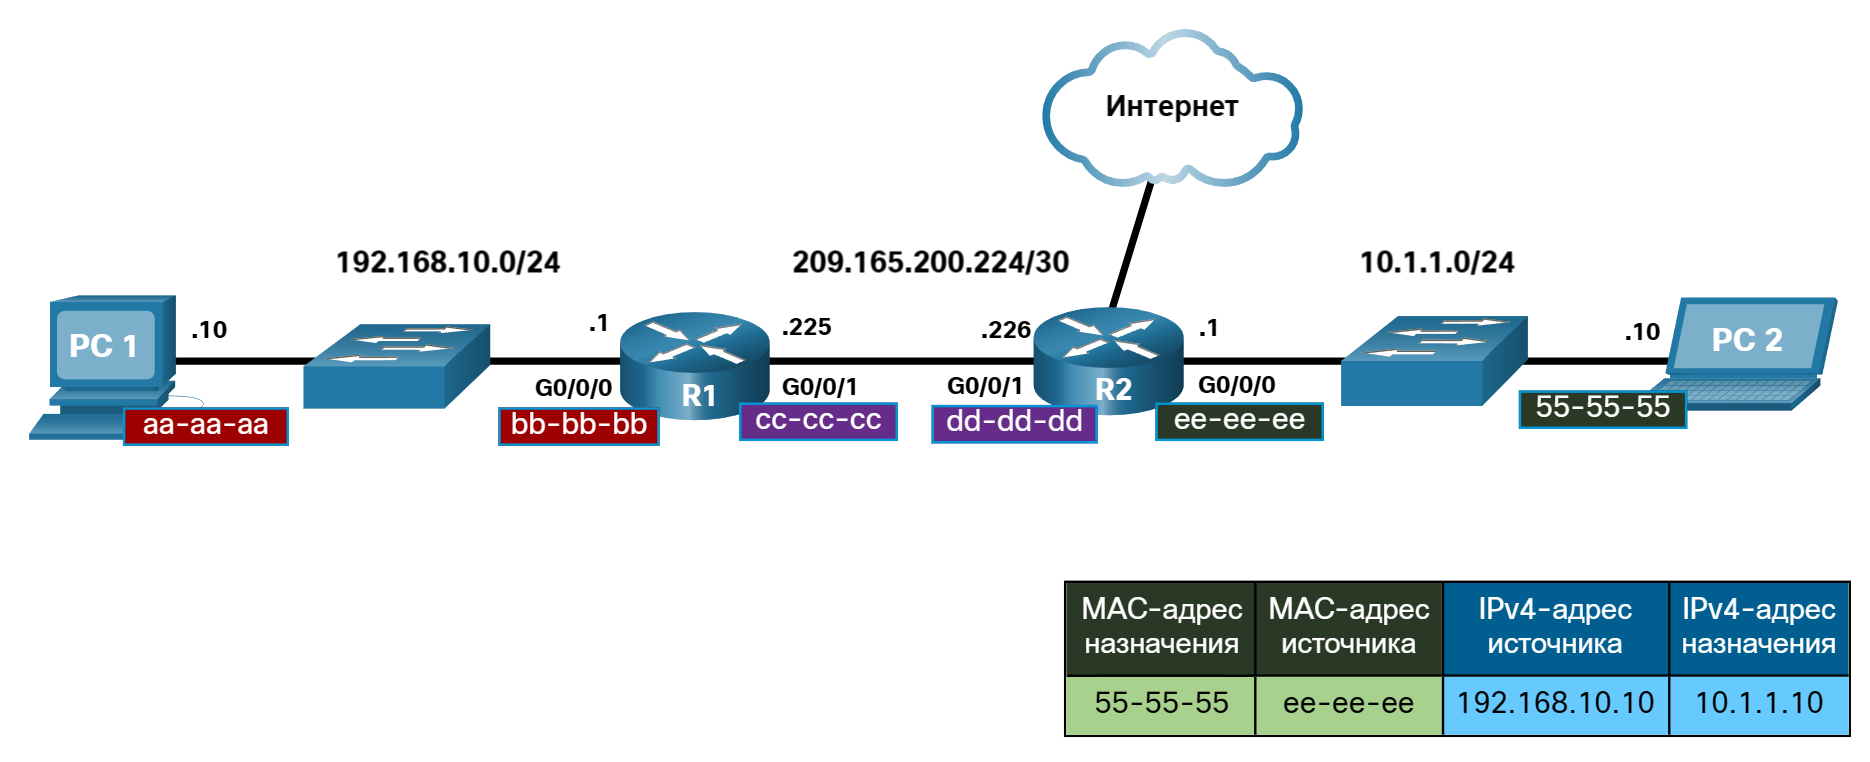 Интернет
192.168.10.0/24
209.165.200.224/30
10.1.1.0/24
PC 1
.10
.1
.225
.226
.1
.10
PC 2
G0/0/0
R1
G0/0/1
G0/0/1
R2
G0/0/0
aa-aa-aa
bb-bb-bb
cc-cc-cc
dd-dd-dd
ee-ee-ee
55-55-55
MAC-адрес назначения
MAC-адрес источника
IPv4-адрес источника
IPv4-адрес назначения
55-55-55
ee-ee-ee
192.168.10.10
10.1.1.10